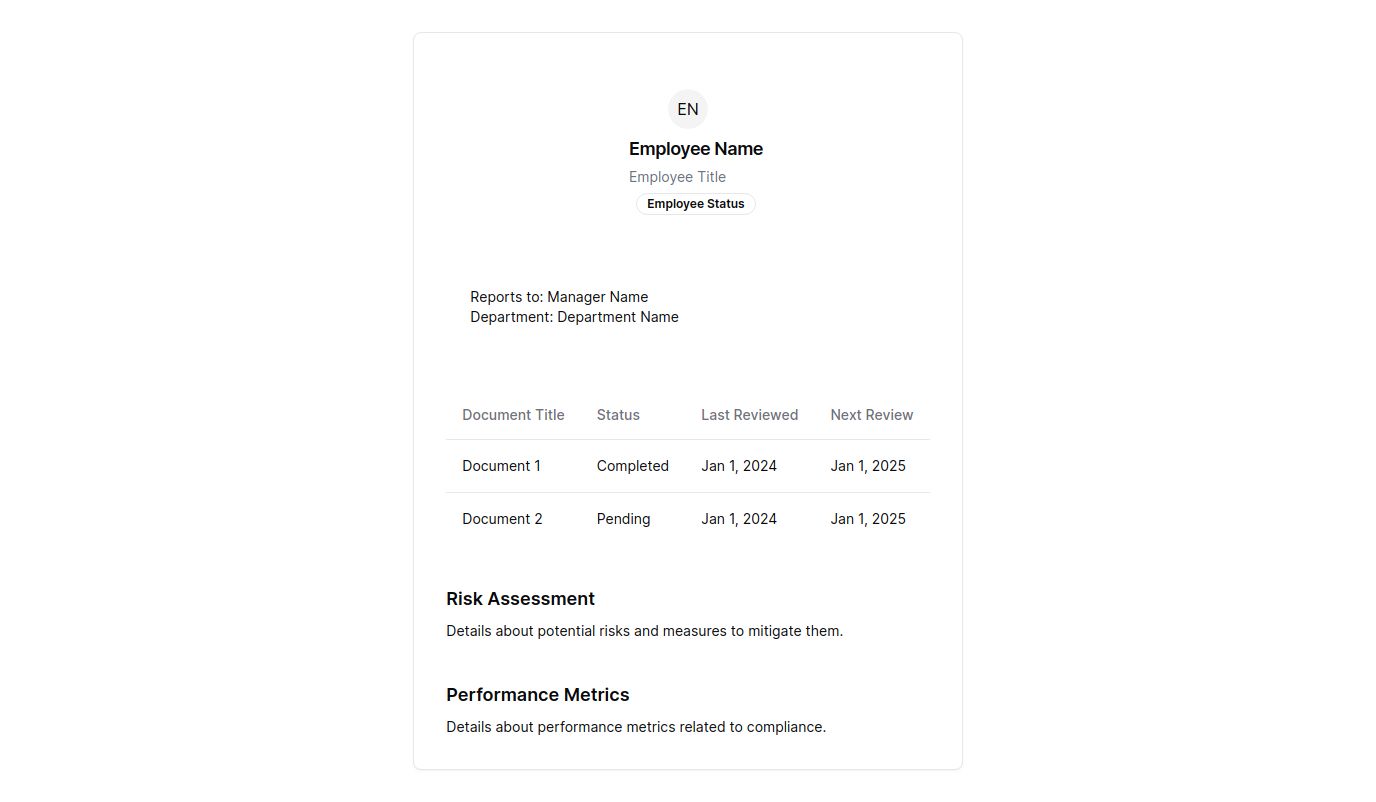 EN
Employee Name
Employee Title
Employee Status
Reports to: Manager Name
Department: Department Name
Document Title Status Last Reviewed Next Review
Document 1 Completed Jan 1, 2024 Jan 1, 2025
Document 2 Pending Jan 1, 2024 Jan 1, 2025
Risk Assessment
Details about potential risks and measures to mitigate them.
Performance Metrics
Details about performance metrics related to compliance.